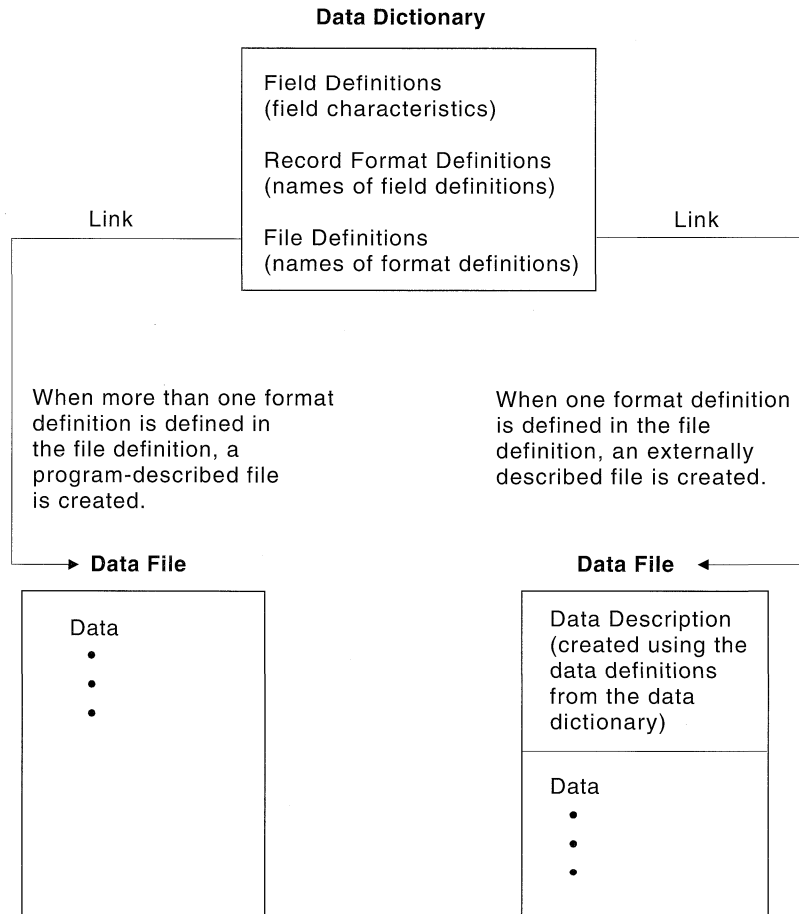 Data Dictionary
Field Definitions
(field characteristics)
Record Format Definitions
(names of field definitions)
File Definitions
(names of format definitions)
Link
Link
When more than one format
definition is defined in
the file definition, a
program-described file
is created.
When one format definition
is defined in the file
definition, an externally
described file is created.
Data File
Data
Data File
Data Description
(created using the
data definitions
from the data
dictionary)
Data